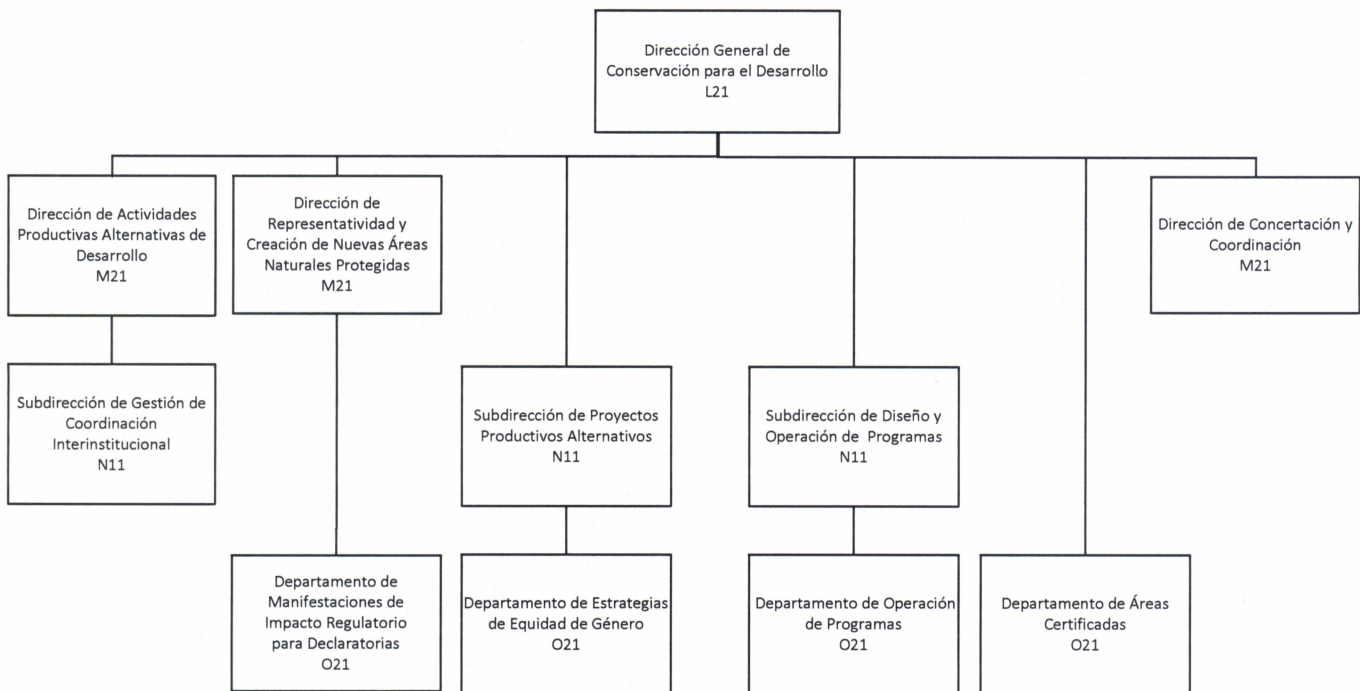 Dirección General de
Conservación para el Desarrollo
L21
Dirección de Actividades
Productivas Alternativas de
Desarrollo
M21
Dirección de
Representatividad y
Creación de Nuevas Áreas
Naturales Protegidas
M21
Dirección de Concertación y
Coordinación
M21
Subdirección de Gestión de
Coordinación
Interinstitucional
N11
Subdirección de Proyectos
Productivos Alternativos
N11
Subdirección de Diseño y
Operación de Programas
N11
Departamento de
Manifestaciones de
Impacto Regulatorio
para Declaratorias
O21
Departamento de Estrategias
de Equidad de Género
O21
Departamento de Operación
de Programas
O21
Departamento de Áreas
Certificadas
O21